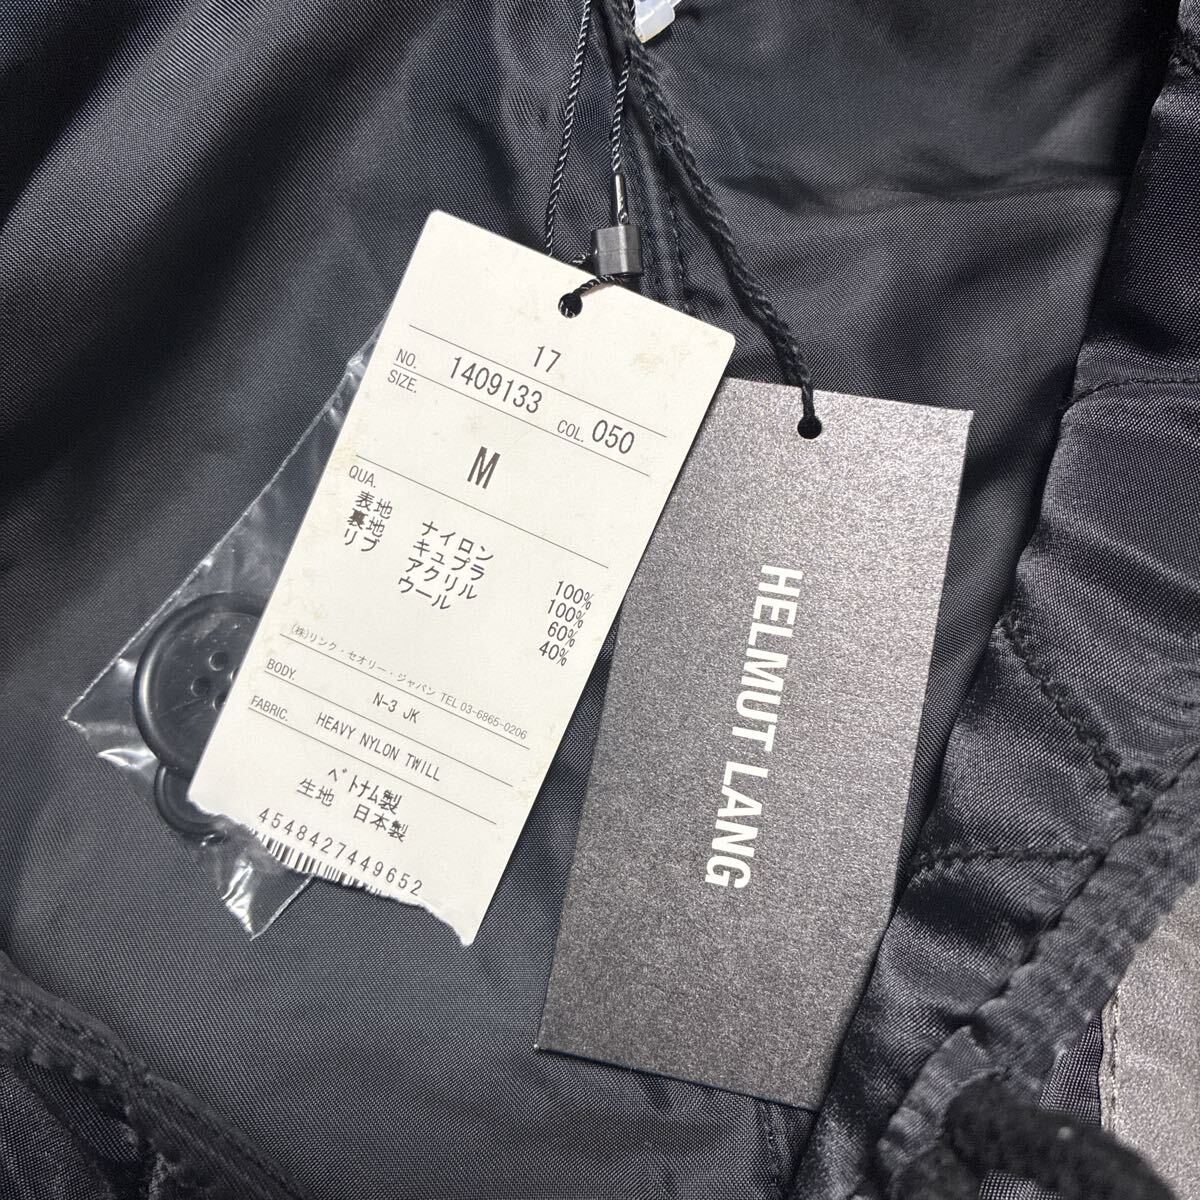 17
NO. 1409133 COL. 050
SIZE.
M
QUA.
表地 ナイロン 100%
裏地 キュプラ 100%
リブ アクリル 60%
ウール 40%
(株)リンク・セオリー・ジャパン TEL 03-6865-0206
BODY. N-3 JK
FABRIC. HEAVY NYLON TWILL
ベトナム製
生地 日本製
4548427449652
HELMUT LANG